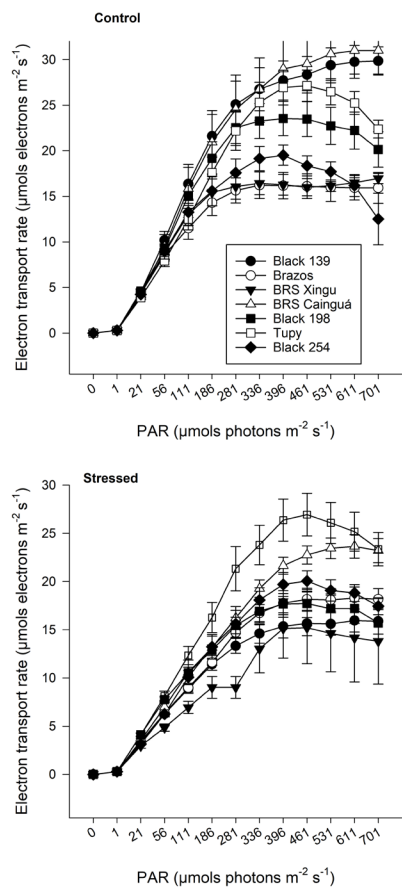 Control
30
25
20
15
10
5
0
Electron transport rate (µmols electrons m-2 s-1)
Black 139
Brazos
BRS Xingu
BRS Cainguá
Black 198
Tupy
Black 254
0 1 21 56 111 186 281 336 396 461 531 611 701
PAR (µmols photons m-2 s-1)
Stressed
30
25
20
15
10
5
0
Electron transport rate (µmols electrons m-2 s-1)
0 1 21 56 111 186 281 336 396 461 531 611 701
PAR (µmols photons m-2 s-1)